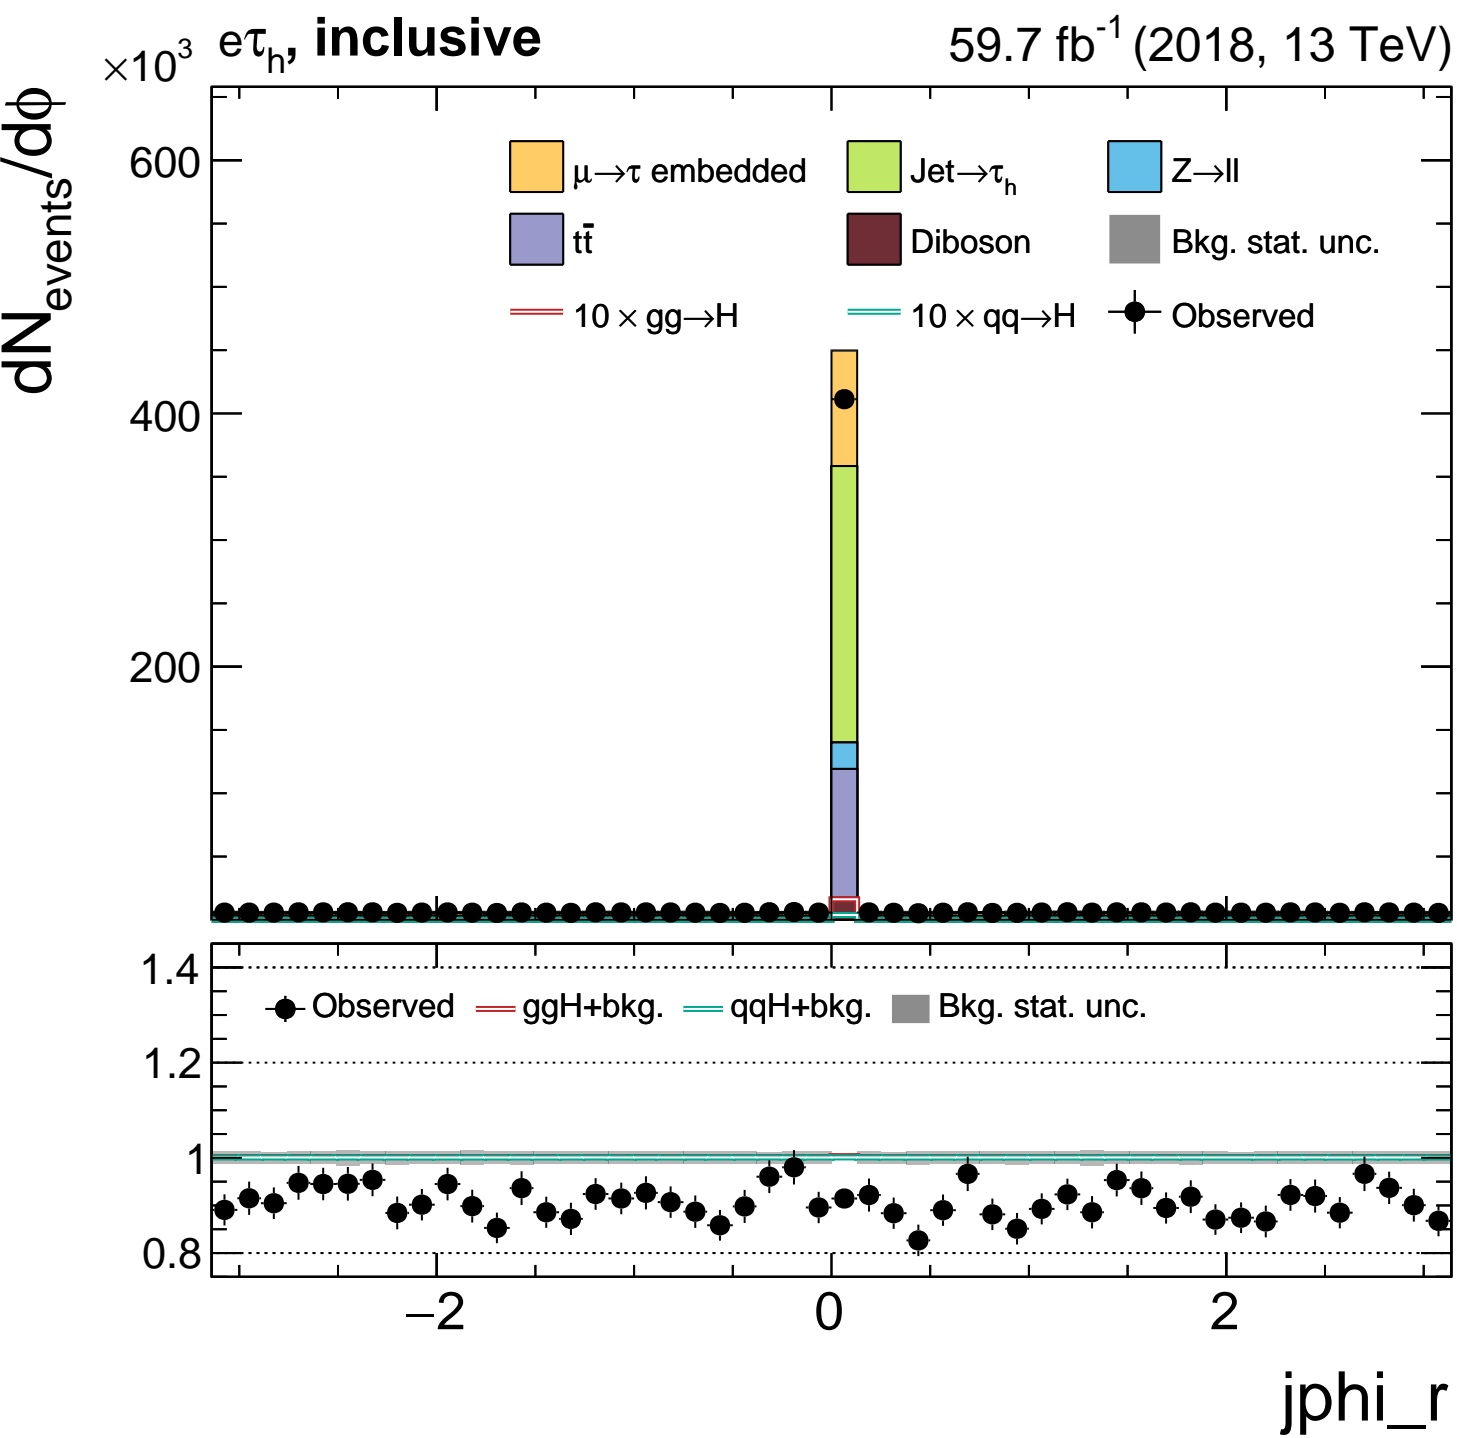 ×10³ eτₕ, inclusive 59.7 fb⁻¹ (2018, 13 TeV)
dN_events/dϕ
600
400
200
μ→τ embedded Jet→τₕ Z→ll
tt̄ Diboson Bkg. stat. unc.
10 × gg→H 10 × qq→H Observed
1.4
1.2
1
0.8
Observed ggH+bkg. qqH+bkg. Bkg. stat. unc.
−2 0 2
jphi_r